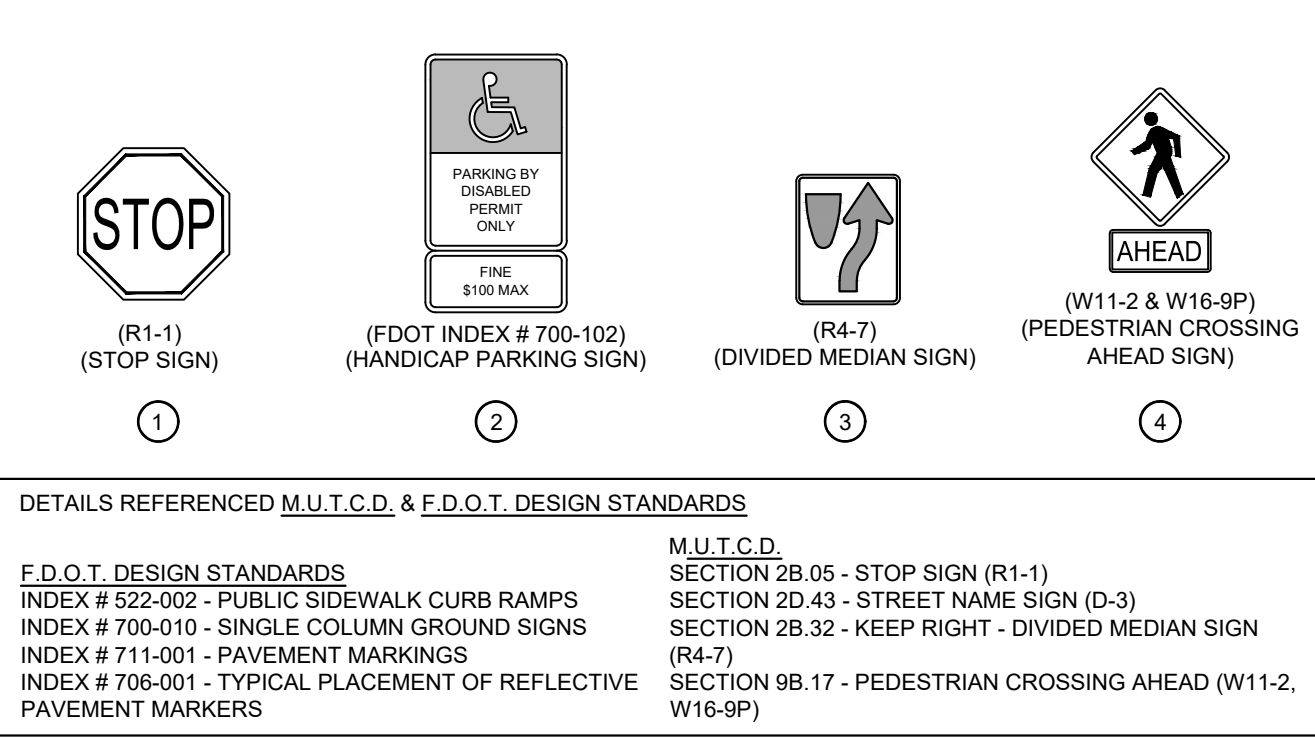 STOP
(R1-1)
(STOP SIGN)
1
PARKING BY
DISABLED
PERMIT
ONLY
FINE
$100 MAX
(FDOT INDEX # 700-102)
(HANDICAP PARKING SIGN)
2
(R4-7)
(DIVIDED MEDIAN SIGN)
3
AHEAD
(W11-2 & W16-9P)
(PEDESTRIAN CROSSING
AHEAD SIGN)
4
DETAILS REFERENCED M.U.T.C.D. & F.D.O.T. DESIGN STANDARDS
F.D.O.T. DESIGN STANDARDS
INDEX # 522-002 - PUBLIC SIDEWALK CURB RAMPS
INDEX # 700-010 - SINGLE COLUMN GROUND SIGNS
INDEX # 711-001 - PAVEMENT MARKINGS
INDEX # 706-001 - TYPICAL PLACEMENT OF REFLECTIVE
PAVEMENT MARKERS
M.U.T.C.D.
SECTION 2B.05 - STOP SIGN (R1-1)
SECTION 2D.43 - STREET NAME SIGN (D-3)
SECTION 2B.32 - KEEP RIGHT - DIVIDED MEDIAN SIGN
(R4-7)
SECTION 9B.17 - PEDESTRIAN CROSSING AHEAD (W11-2,
W16-9P)